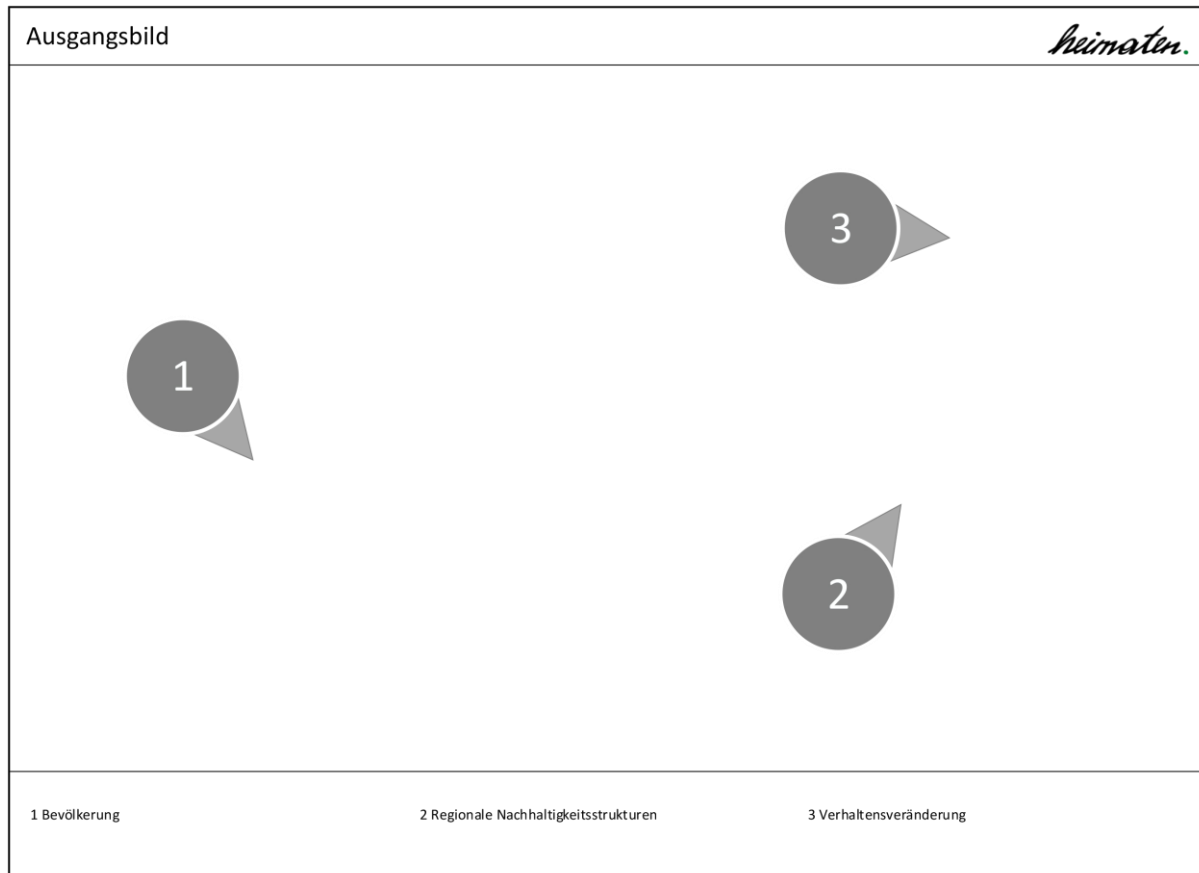 Ausgangsbild
heimaten.
3
1
2
1 Bevölkerung
2 Regionale Nachhaltigkeitsstrukturen
3 Verhaltensveränderung